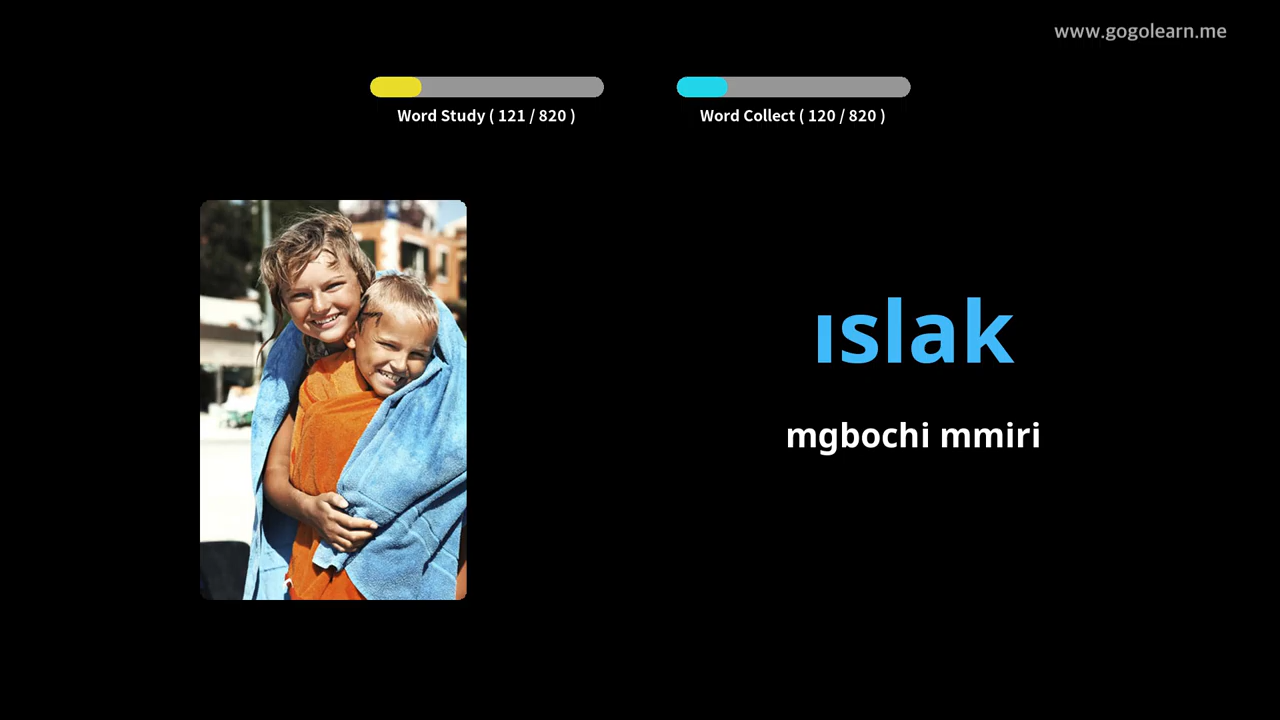 www.gogolearn.me
Word Study ( 121 / 820 )
Word Collect ( 120 / 820 )
ıslak
mgbochi mmiri